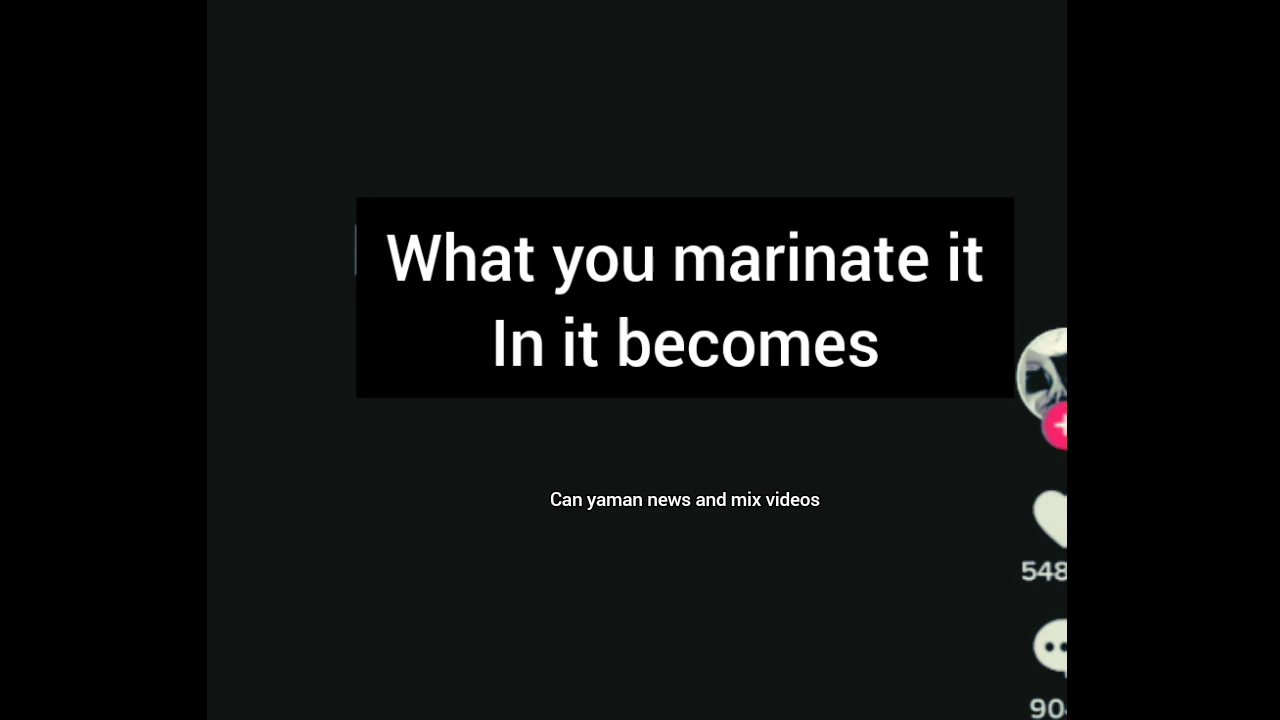 What you marinate it
In it becomes
Can yaman news and mix videos
548
90